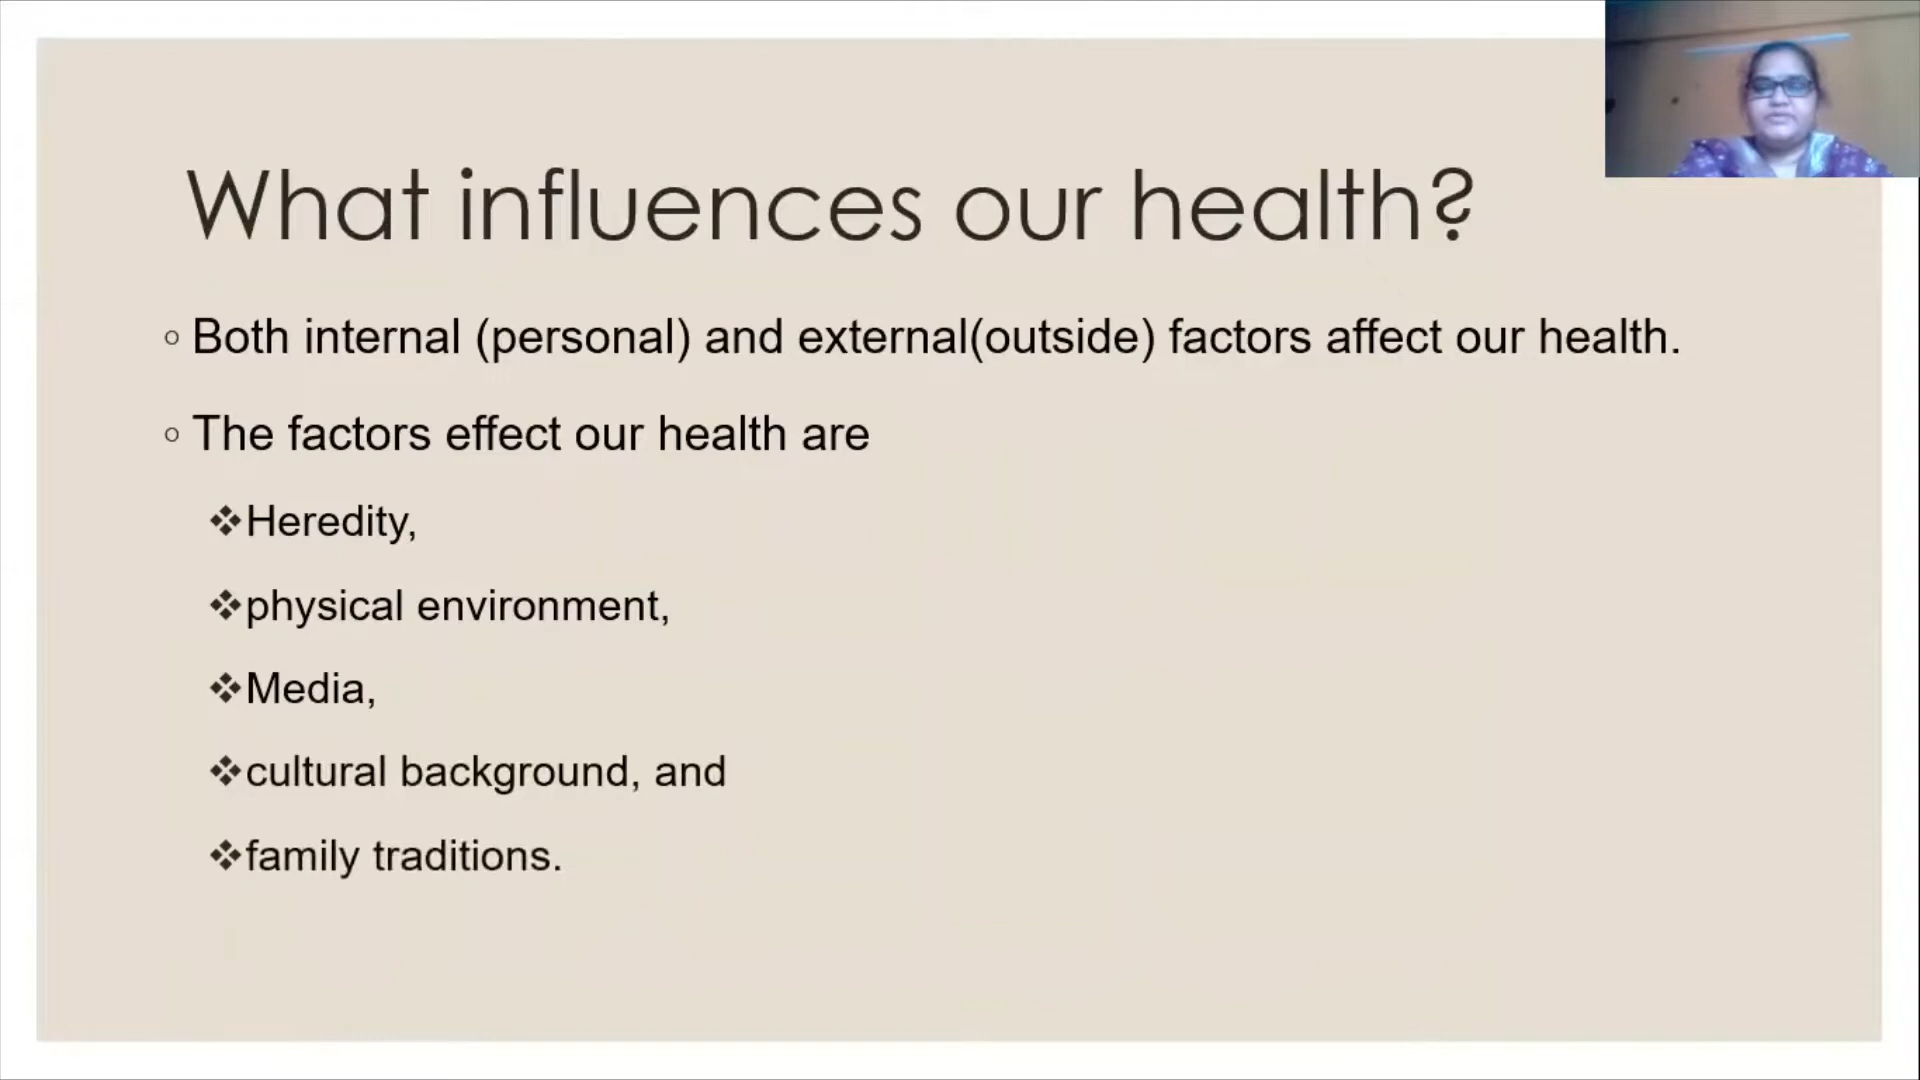 What influences our health?
Both internal (personal) and external(outside) factors affect our health.
The factors effect our health are
Heredity,
physical environment,
Media,
cultural background, and
family traditions.